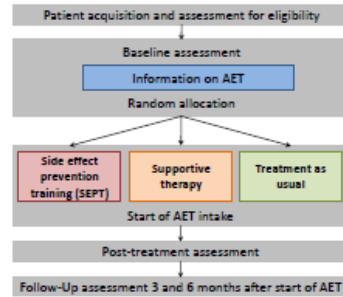 Patient acquisition and assessment for eligibility
Baseline assessment
Information on AET
Random allocation
Side effect
prevention
training (SEPT)
Supportive
therapy
Treatment as
usual
Start of AET intake
Post-treatment assessment
Follow-Up assessment 3 and 6 months after start of AET